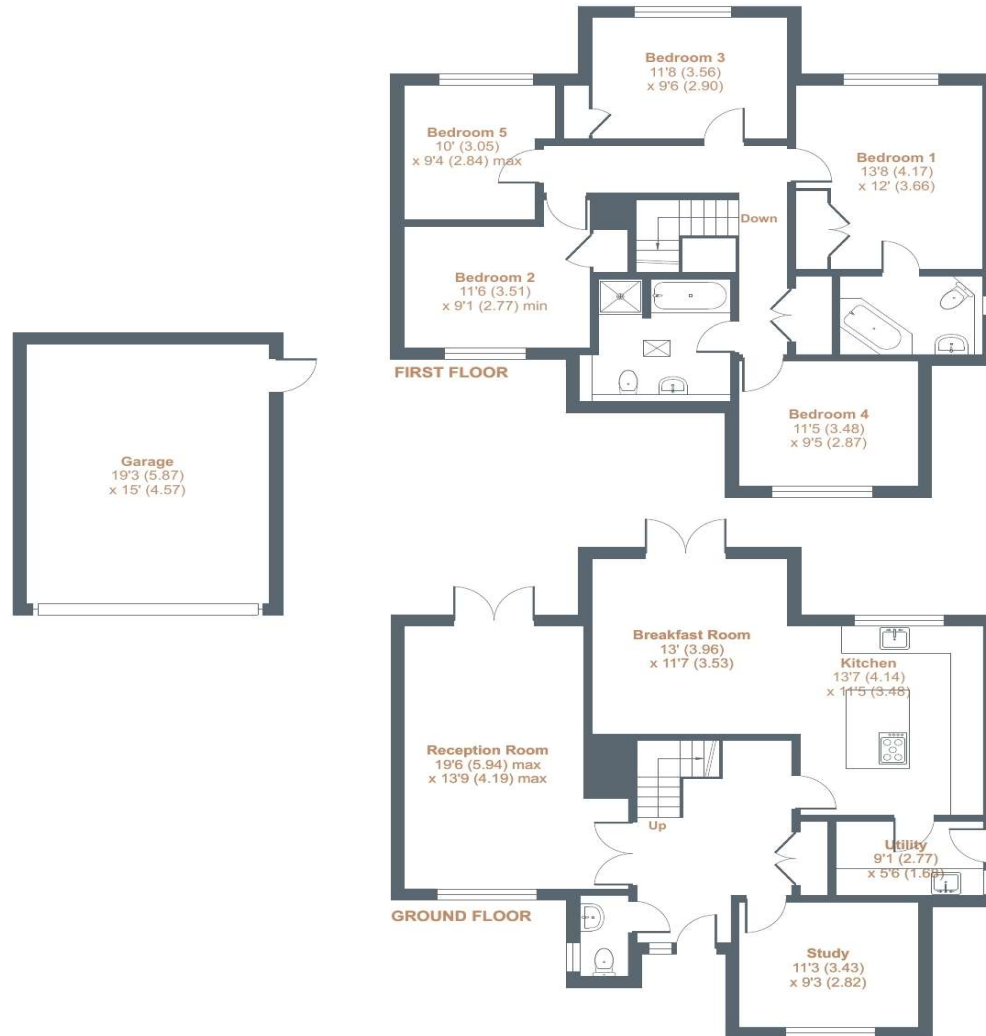 Bedroom 3
11'8 (3.56)
x 9'6 (2.90)
Bedroom 5
10' (3.05)
x 9'4 (2.84) max
Bedroom 1
13'8 (4.17)
x 12' (3.66)
Down
Bedroom 2
11'6 (3.51)
x 9'1 (2.77) min
FIRST FLOOR
Bedroom 4
11'5 (3.48)
x 9'5 (2.87)
Garage
19'3 (5.87)
x 15' (4.57)
Breakfast Room
13' (3.96)
x 11'7 (3.53)
Kitchen
13'7 (4.14)
x 11'5 (3.48)
Reception Room
19'6 (5.94) max
x 13'9 (4.19) max
Up
Utility
9'1 (2.77)
x 5'6 (1.68)
GROUND FLOOR
Study
11'3 (3.43)
x 9'3 (2.82)